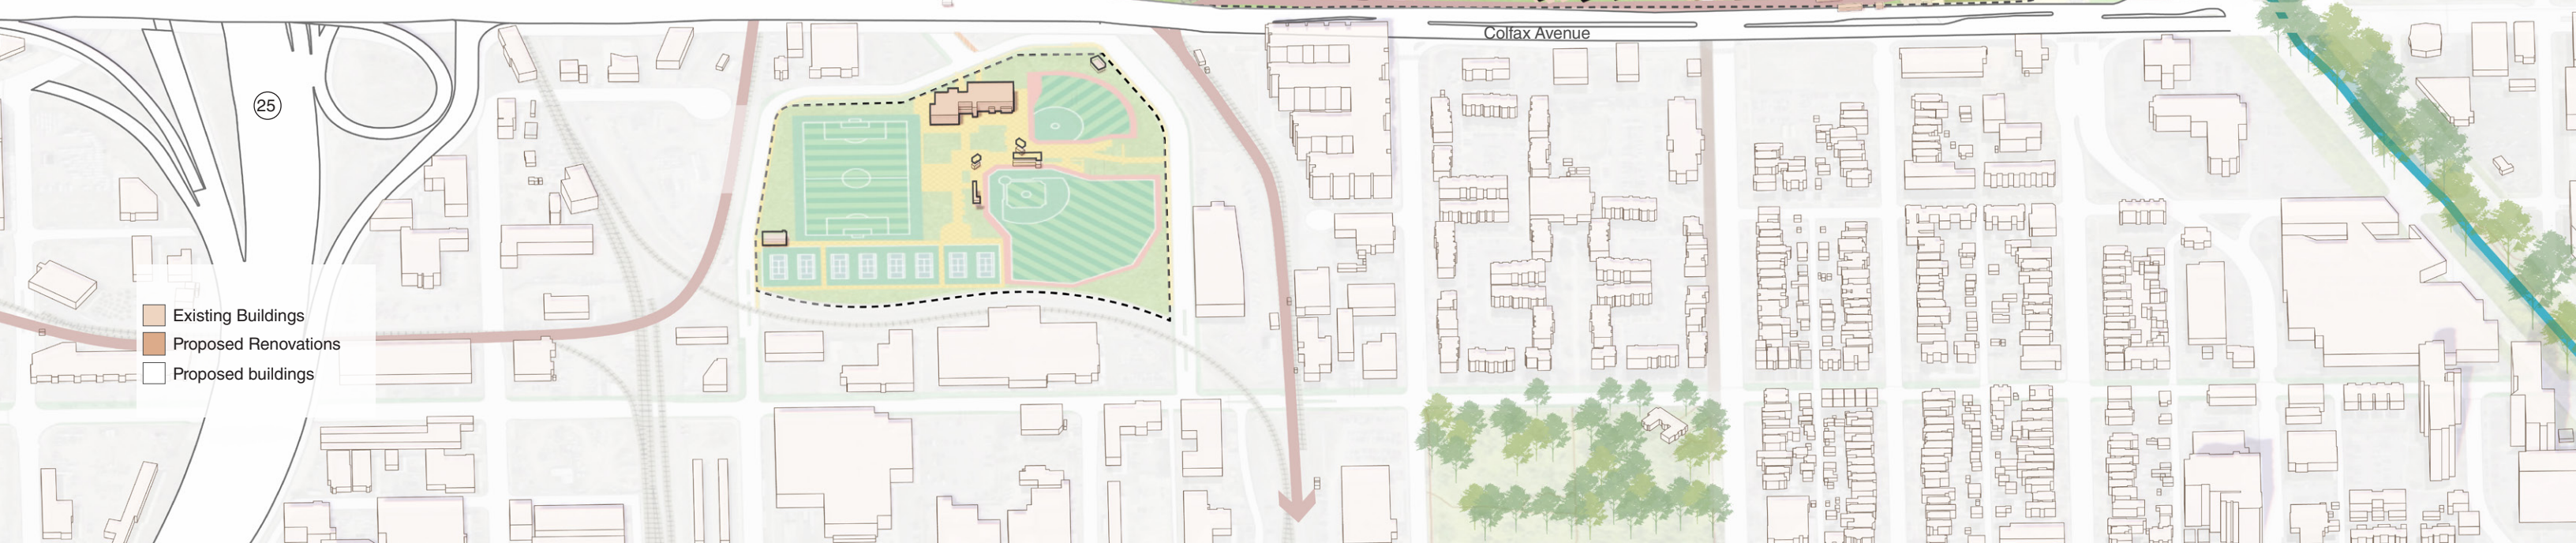 Colfax Avenue
25
Existing Buildings
Proposed Renovations
Proposed buildings